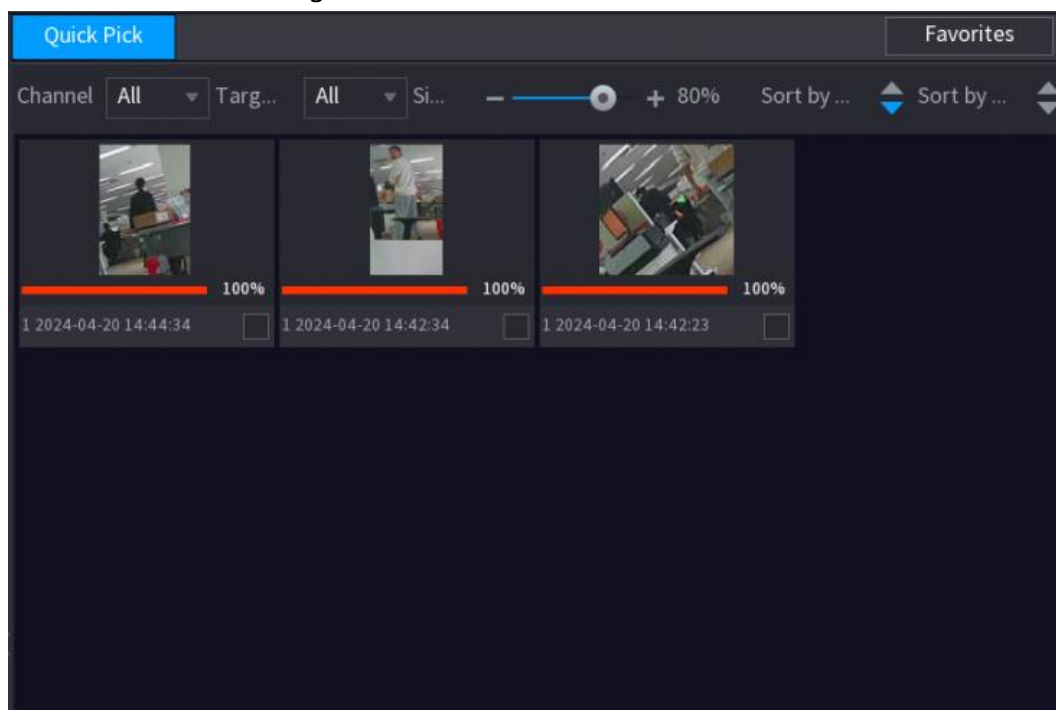 Quick Pick
Favorites
Channel All Targ... All Si... 80% Sort by ... Sort by ...
100% 100% 100%
1 2024-04-20 14:44:34 1 2024-04-20 14:42:34 1 2024-04-20 14:42:23